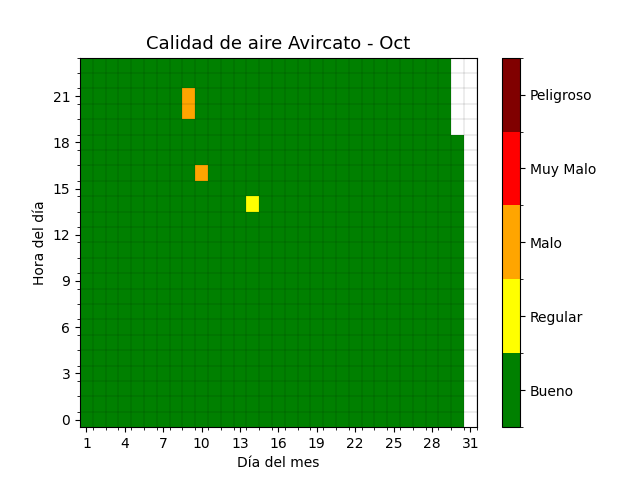 Calidad de aire Avircato - Oct
Hora del día
21
18
15
12
9
6
3
0
1 4 7 10 13 16 19 22 25 28 31
Día del mes
Peligroso
Muy Malo
Malo
Regular
Bueno